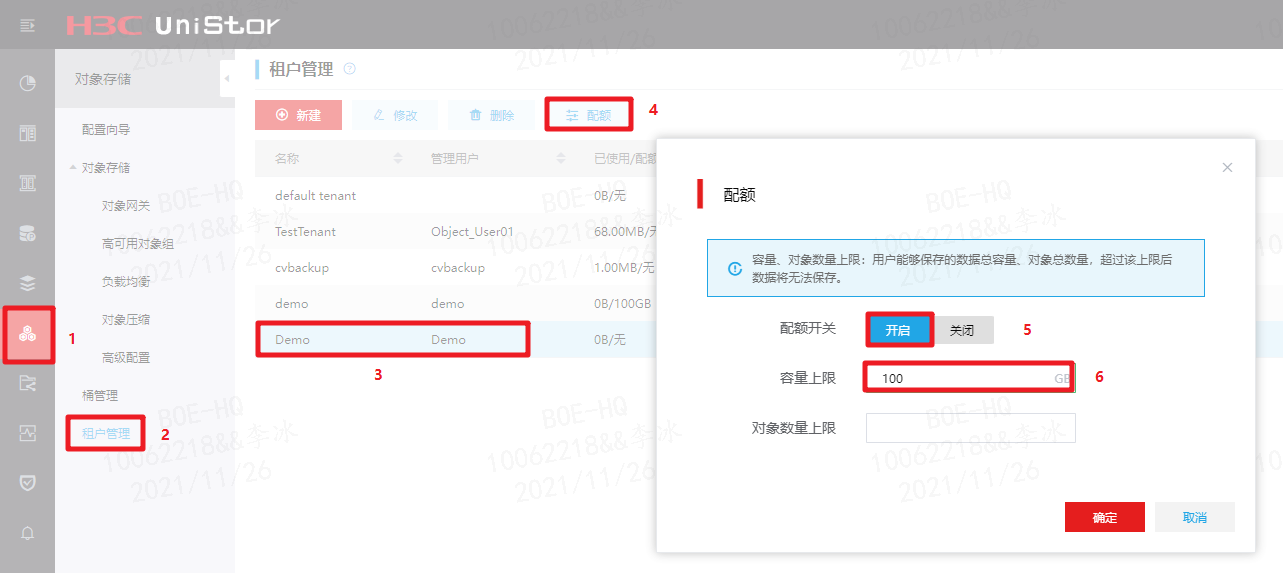 H3C UniStor
对象存储
配置向导
对象存储
对象网关
高可用对象组
负载均衡
对象压缩
高级配置
桶管理
租户管理
1
2
租户管理
新建 修改 删除 配额 4
名称 管理用户 已使用/配额
default tenant 0B/无
TestTenant Object_User01 68.00MB/无
cvbackup cvbackup 1.00MB/无
demo demo 0B/100GB
Demo Demo 0B/无
3
配额
容量、对象数量上限：用户能够保存的数据总容量、对象总数量，超过该上限后
数据将无法保存。
配额开关 开启 关闭 5
容量上限 100 GB 6
对象数量上限
确定 取消
BOE-HQ
10062218&&李冰
2021/11/26